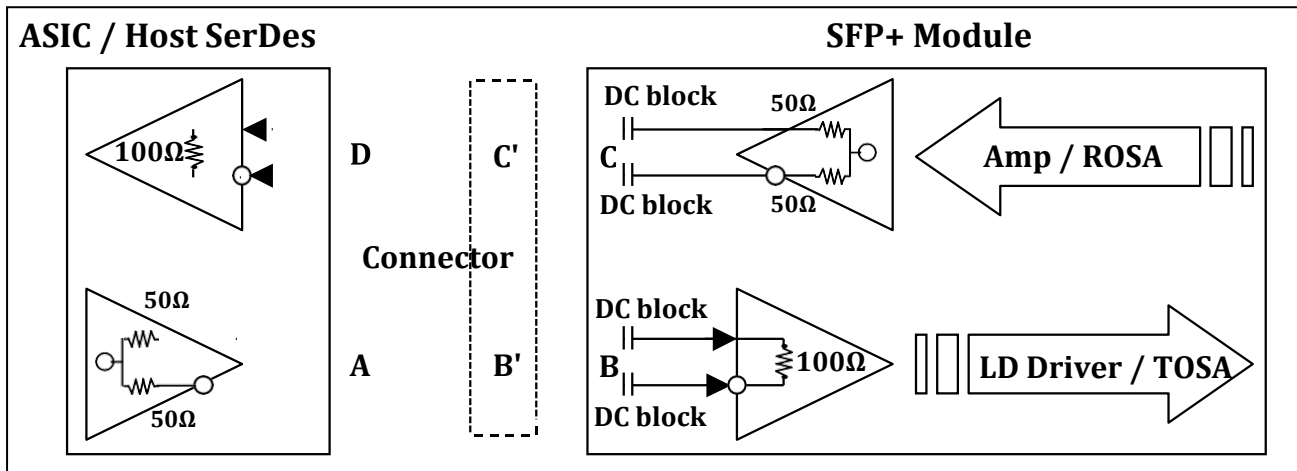 ASIC / Host SerDes
SFP+ Module
DC block
50Ω
100Ω
D
C'
C
Amp / ROSA
DC block
50Ω
Connector
50Ω
DC block
A
B'
B
100Ω
LD Driver / TOSA
50Ω
DC block